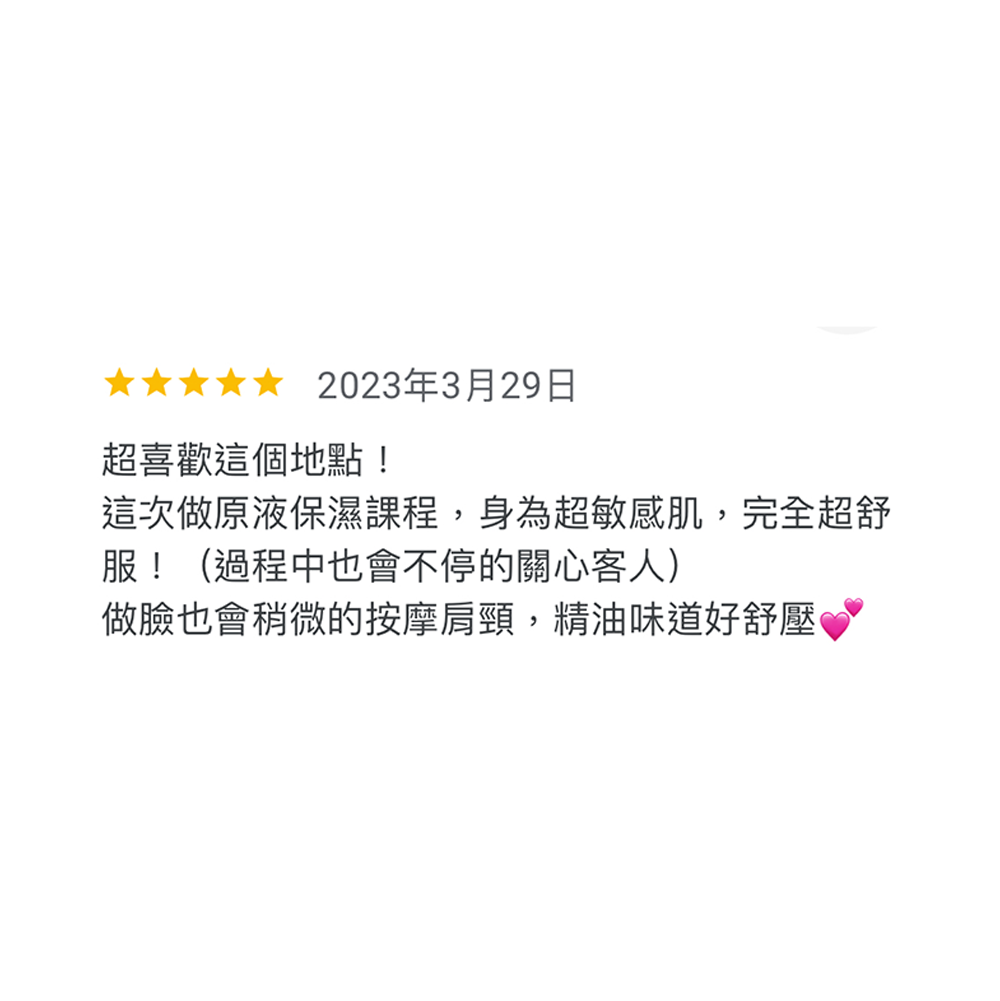 ★★★★★ 2023年3月29日
超喜歡這個地點！
這次做原液保濕課程，身為超敏感肌，完全超舒
服！（過程中也會不停的關心客人）
做臉也會稍微的按摩肩頸，精油味道好舒壓💕